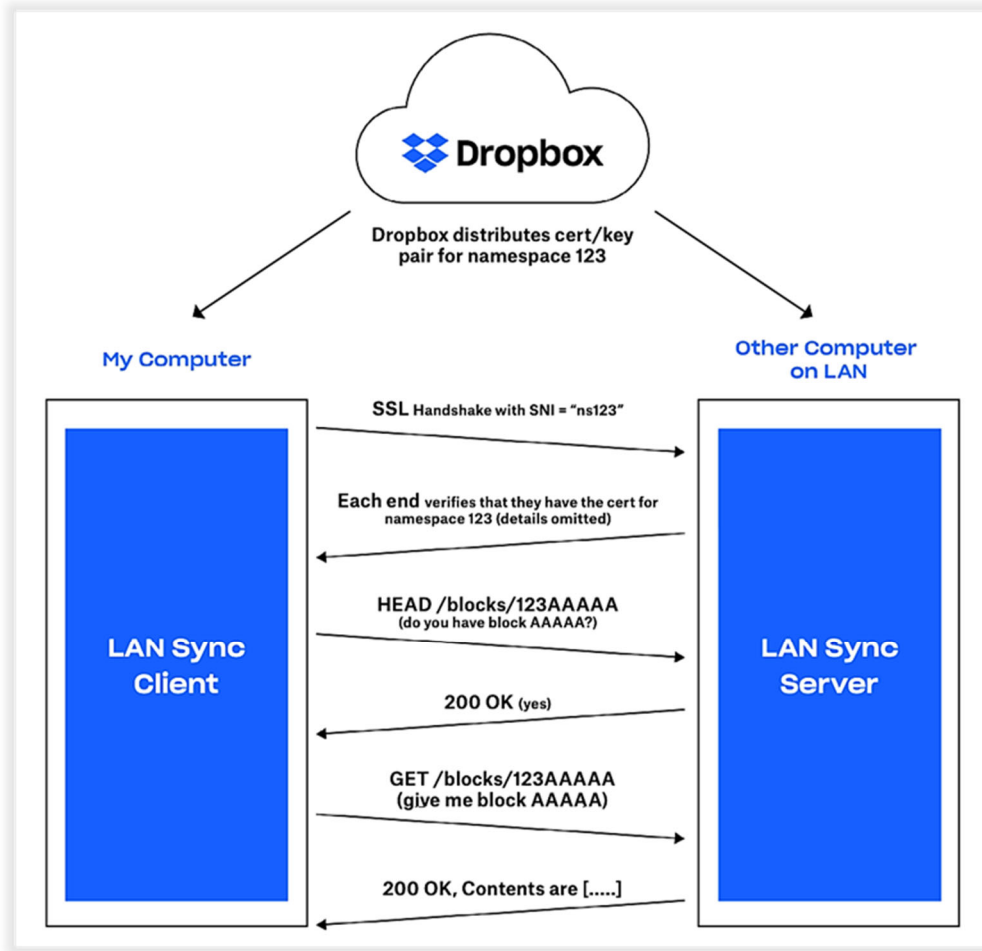 Dropbox
Dropbox distributes cert/key
pair for namespace 123
My Computer
Other Computer
on LAN
SSL Handshake with SNI = “ns123”
Each end verifies that they have the cert for
namespace 123 (details omitted)
HEAD /blocks/123AAAAA
(do you have block AAAAA?)
LAN Sync
Client
LAN Sync
Server
200 OK (yes)
GET /blocks/123AAAAA
(give me block AAAAA)
200 OK, Contents are [.....]